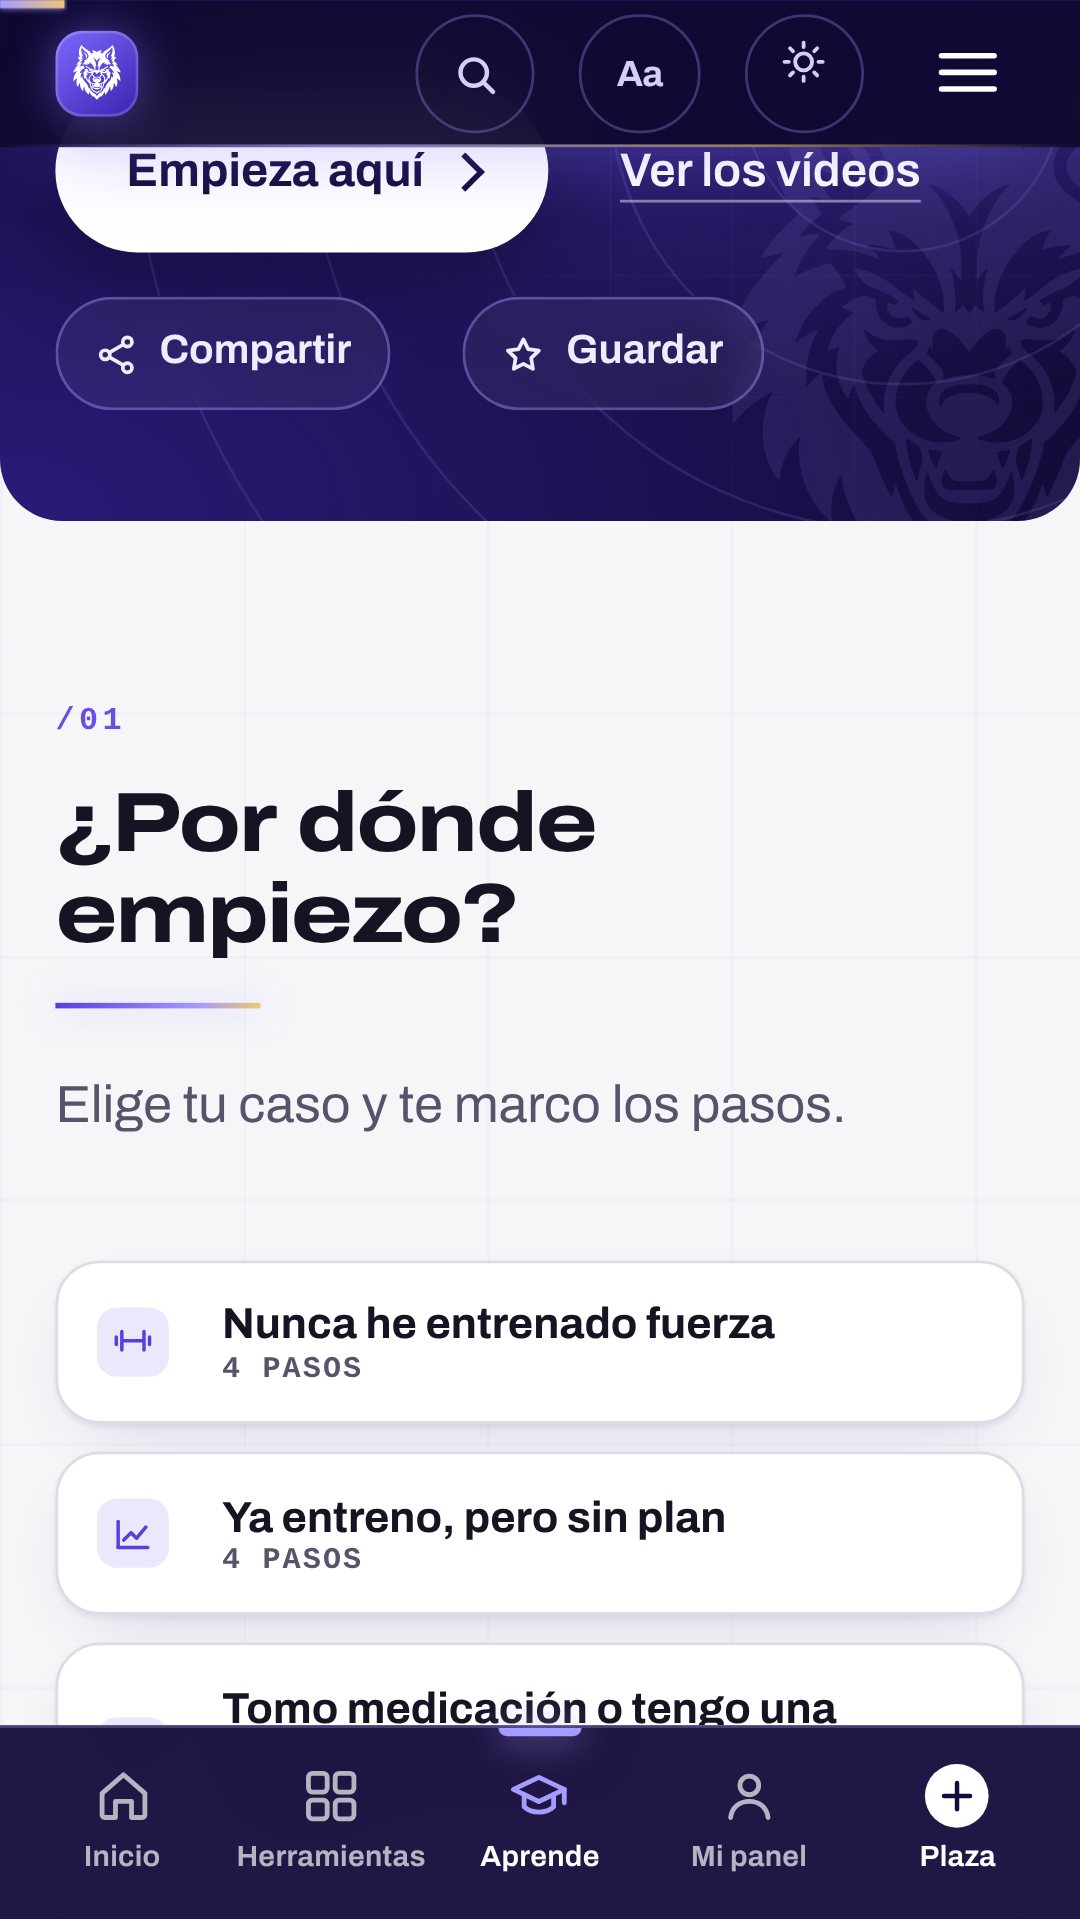 Aa
Empieza aquí
Ver los vídeos
Compartir
Guardar
/01
¿Por dónde
empiezo?
Elige tu caso y te marco los pasos.
Nunca he entrenado fuerza
4 PASOS
Ya entreno, pero sin plan
4 PASOS
Tomo medicación o tengo una
Inicio
Herramientas
Aprende
Mi panel
Plaza